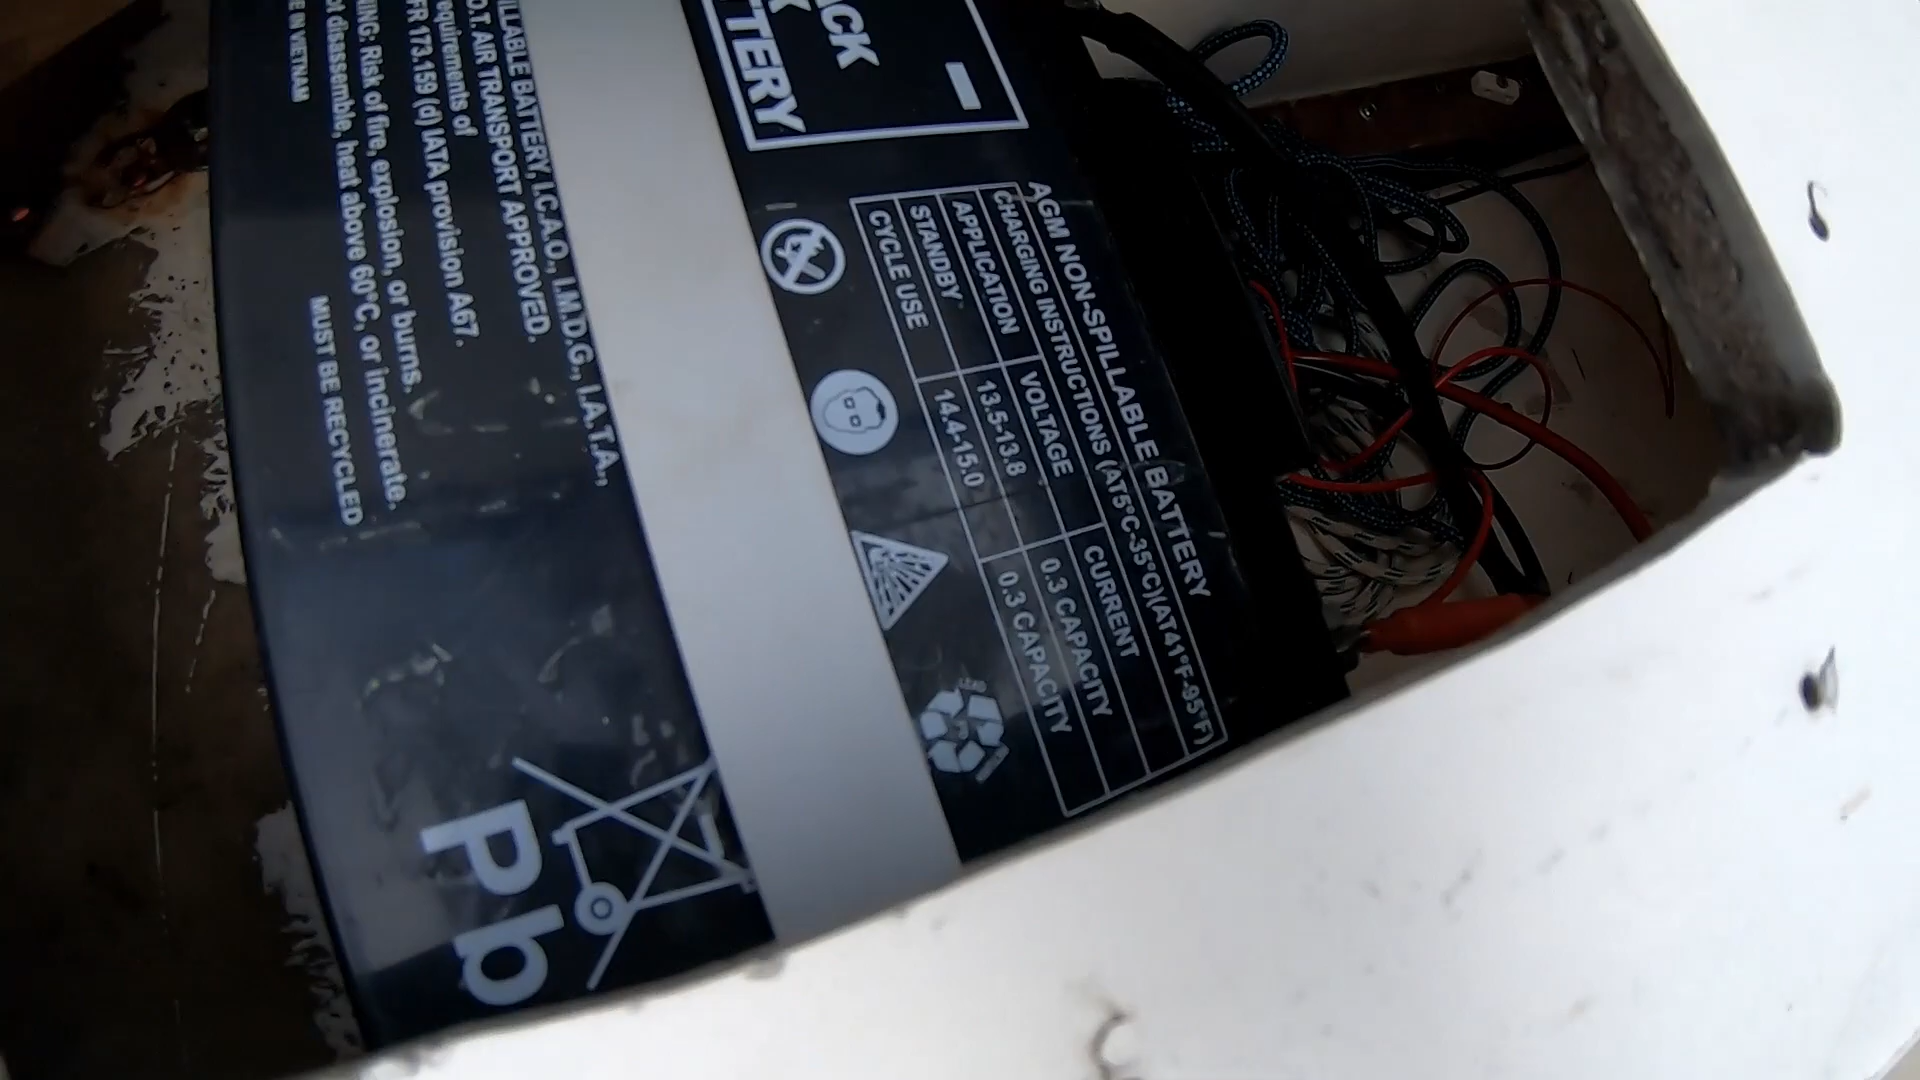 ACK
TTERY
AGM NON-SPILLABLE BATTERY
CHARGING INSTRUCTIONS (AT5°C-35°C)(AT41°F-95°F)
APPLICATION VOLTAGE CURRENT
STANDBY 13.5-13.8 0.3 CAPACITY
CYCLE USE 14.4-15.0 0.3 CAPACITY
LEAD
ILLABLE BATTERY, I.C.A.O., I.M.D.G., I.A.T.A.,
O.T. AIR TRANSPORT APPROVED.
equirements of
FR 173.159 (d) IATA provision A67.
ING: Risk of fire, explosion, or burns.
ot disassemble, heat above 60°C, or incinerate.
E IN VIETNAM MUST BE RECYCLED
Pb